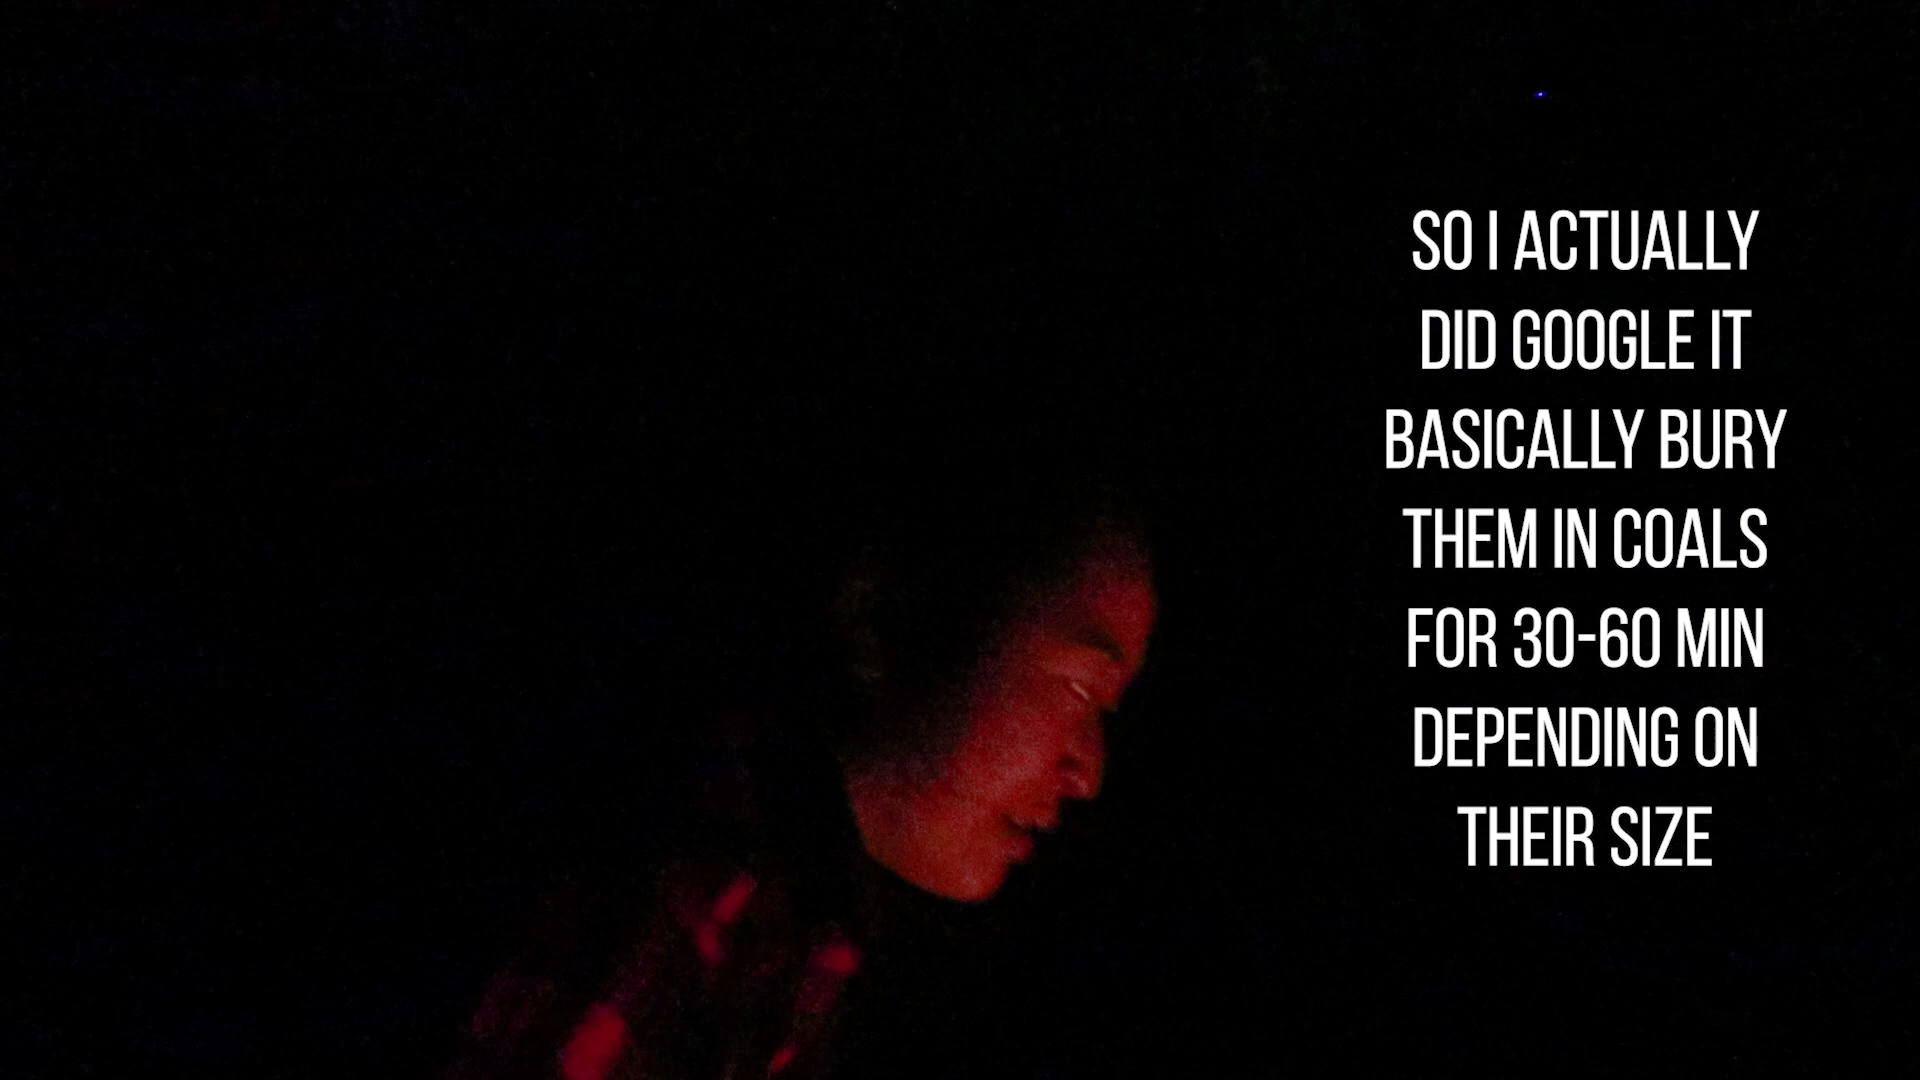 SO I ACTUALLY
DID GOOGLE IT
BASICALLY BURY
THEM IN COALS
FOR 30-60 MIN
DEPENDING ON
THEIR SIZE